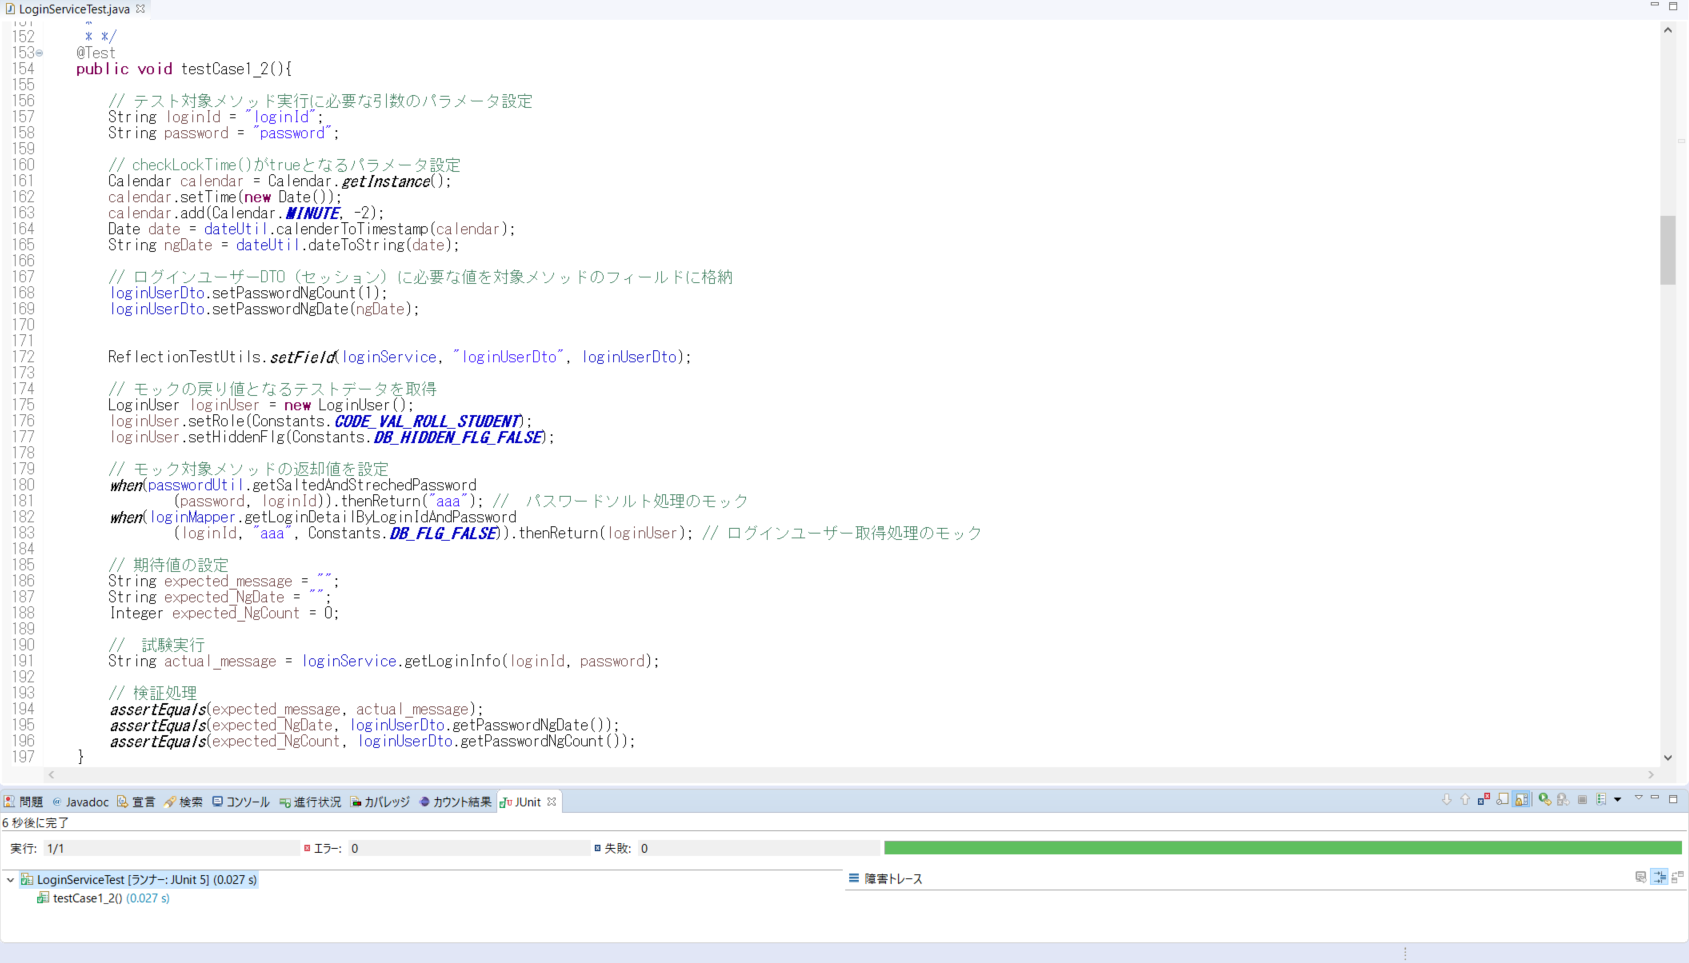 LoginServiceTest.java
151 *
152 * */
153 @Test
154 public void testCase1_2(){
155
156 // テスト対象メソッド実行に必要な引数のパラメータ設定
157 String loginId = "loginId";
158 String password = "password";
159
160 // checkLockTime()がtrueとなるパラメータ設定
161 Calendar calendar = Calendar.getInstance();
162 calendar.setTime(new Date());
163 calendar.add(Calendar.MINUTE, -2);
164 Date date = dateUtil.calenderToTimestamp(calendar);
165 String ngDate = dateUtil.dateToString(date);
166
167 // ログインユーザーDTO（セッション）に必要な値を対象メソッドのフィールドに格納
168 loginUserDto.setPasswordNgCount(1);
169 loginUserDto.setPasswordNgDate(ngDate);
170
171
172 ReflectionTestUtils.setField(loginService, "loginUserDto", loginUserDto);
173
174 // モックの戻り値となるテストデータを取得
175 LoginUser loginUser = new LoginUser();
176 loginUser.setRole(Constants.CODE_VAL_ROLL_STUDENT);
177 loginUser.setHiddenFlg(Constants.DB_HIDDEN_FLG_FALSE);
178
179 // モック対象メソッドの返却値を設定
180 when(passwordUtil.getSaltedAndStrechedPassword
181 (password, loginId)).thenReturn("aaa"); //　パスワードソルト処理のモック
182 when(loginMapper.getLoginDetailByLoginIdAndPassword
183 (loginId, "aaa", Constants.DB_FLG_FALSE)).thenReturn(loginUser); // ログインユーザー取得処理のモック
184
185 // 期待値の設定
186 String expected_message = "";
187 String expected_NgDate = "";
188 Integer expected_NgCount = 0;
189
190 //　試験実行
191 String actual_message = loginService.getLoginInfo(loginId, password);
192
193 // 検証処理
194 assertEquals(expected_message, actual_message);
195 assertEquals(expected_NgDate, loginUserDto.getPasswordNgDate());
196 assertEquals(expected_NgCount, loginUserDto.getPasswordNgCount());
197 }
問題 @ Javadoc 宣言 検索 コンソール 進行状況 カバレッジ カウント結果 JUnit
6 秒後に完了
実行: 1/1 エラー: 0 失敗: 0
LoginServiceTest [ランナー: JUnit 5] (0.027 s) 障害トレース
testCase1_2() (0.027 s)